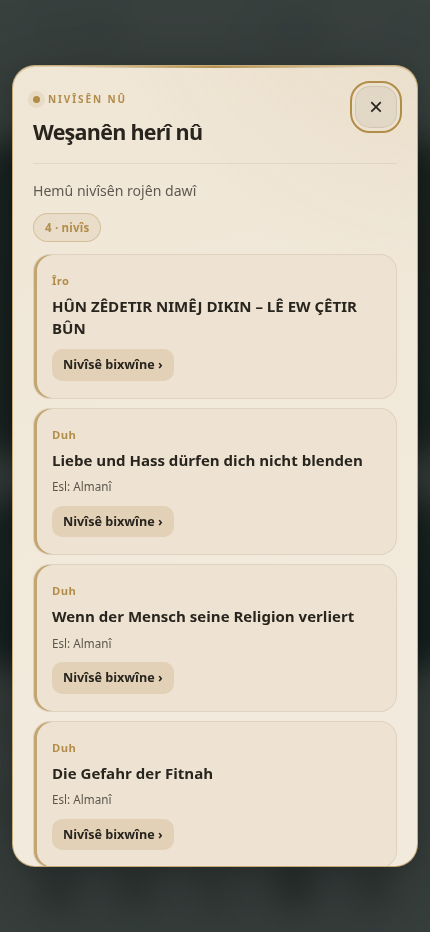 NIVÎSÊN NÛ
Weşanên herî nû
Hemû nivîsên rojên dawî
4 · nivîs
Îro
HÛN ZÊDETIR NIMÊJ DIKIN – LÊ EW ÇÊTIR
BÛN
Nivîsê bixwîne ›
Duh
Liebe und Hass dürfen dich nicht blenden
Esl: Almanî
Nivîsê bixwîne ›
Duh
Wenn der Mensch seine Religion verliert
Esl: Almanî
Nivîsê bixwîne ›
Duh
Die Gefahr der Fitnah
Esl: Almanî
Nivîsê bixwîne ›